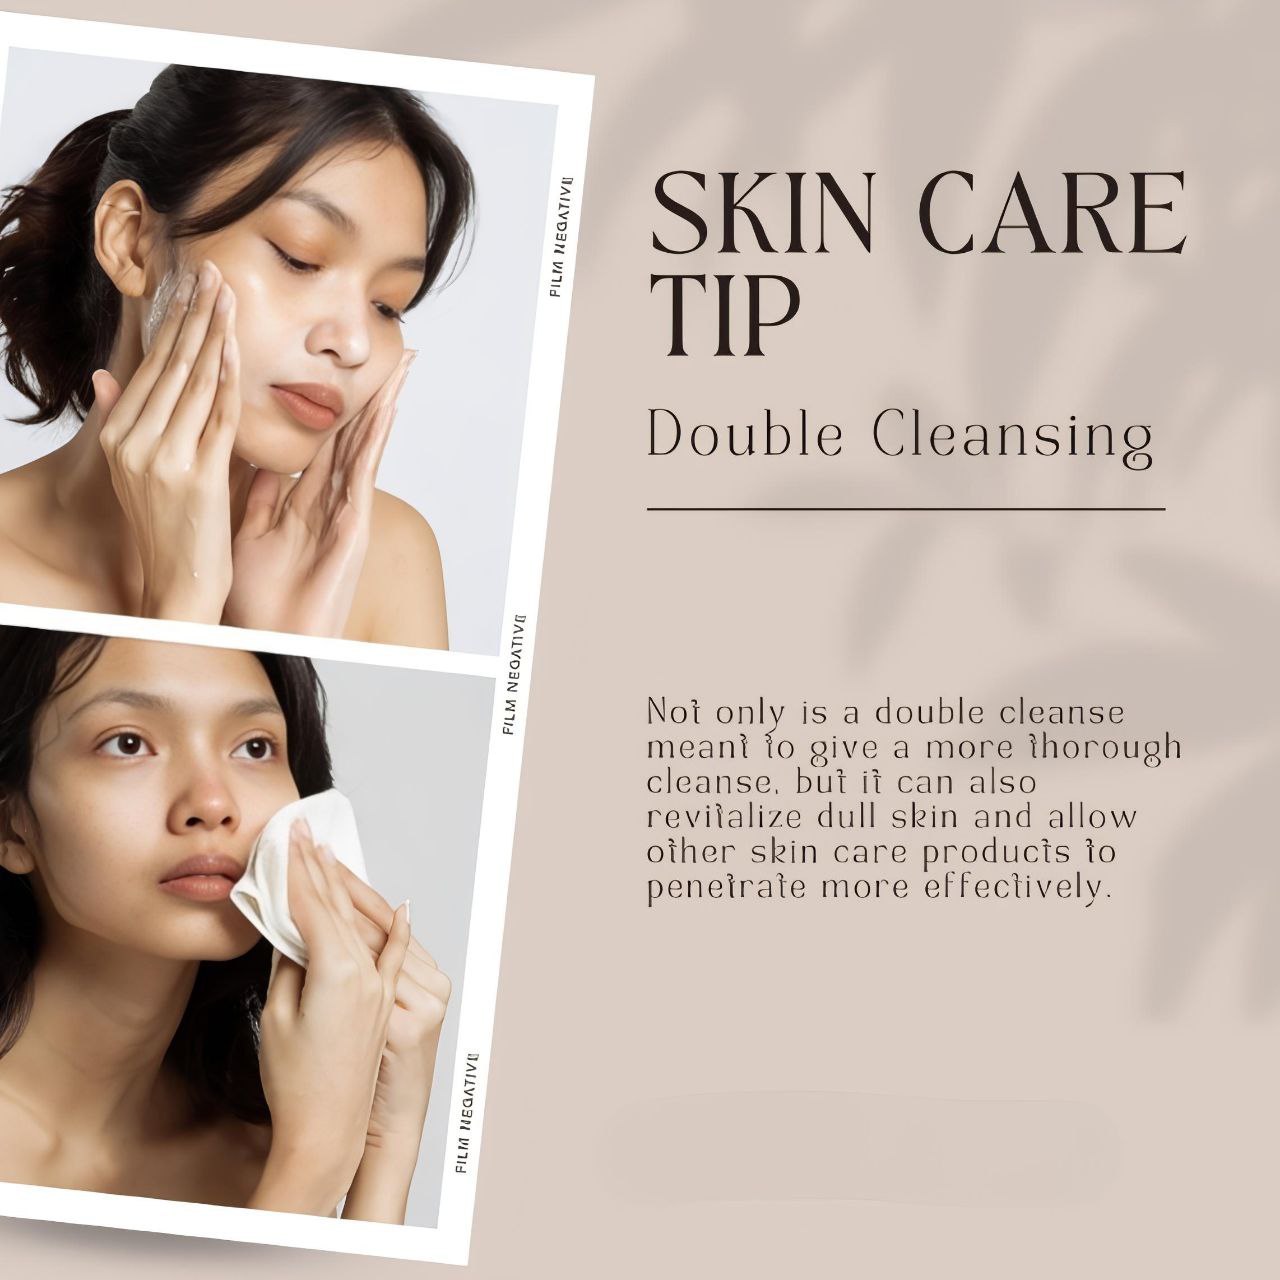 SKIN CARE
TIP
Double Cleansing
Not only is a double cleanse
meant to give a more thorough
cleanse, but it can also
revitalize dull skin and allow
other skin care products to
penetrate more effectively.
FILM NEGATIVE
FILM NEGATIVE
FILM NEGATIVE